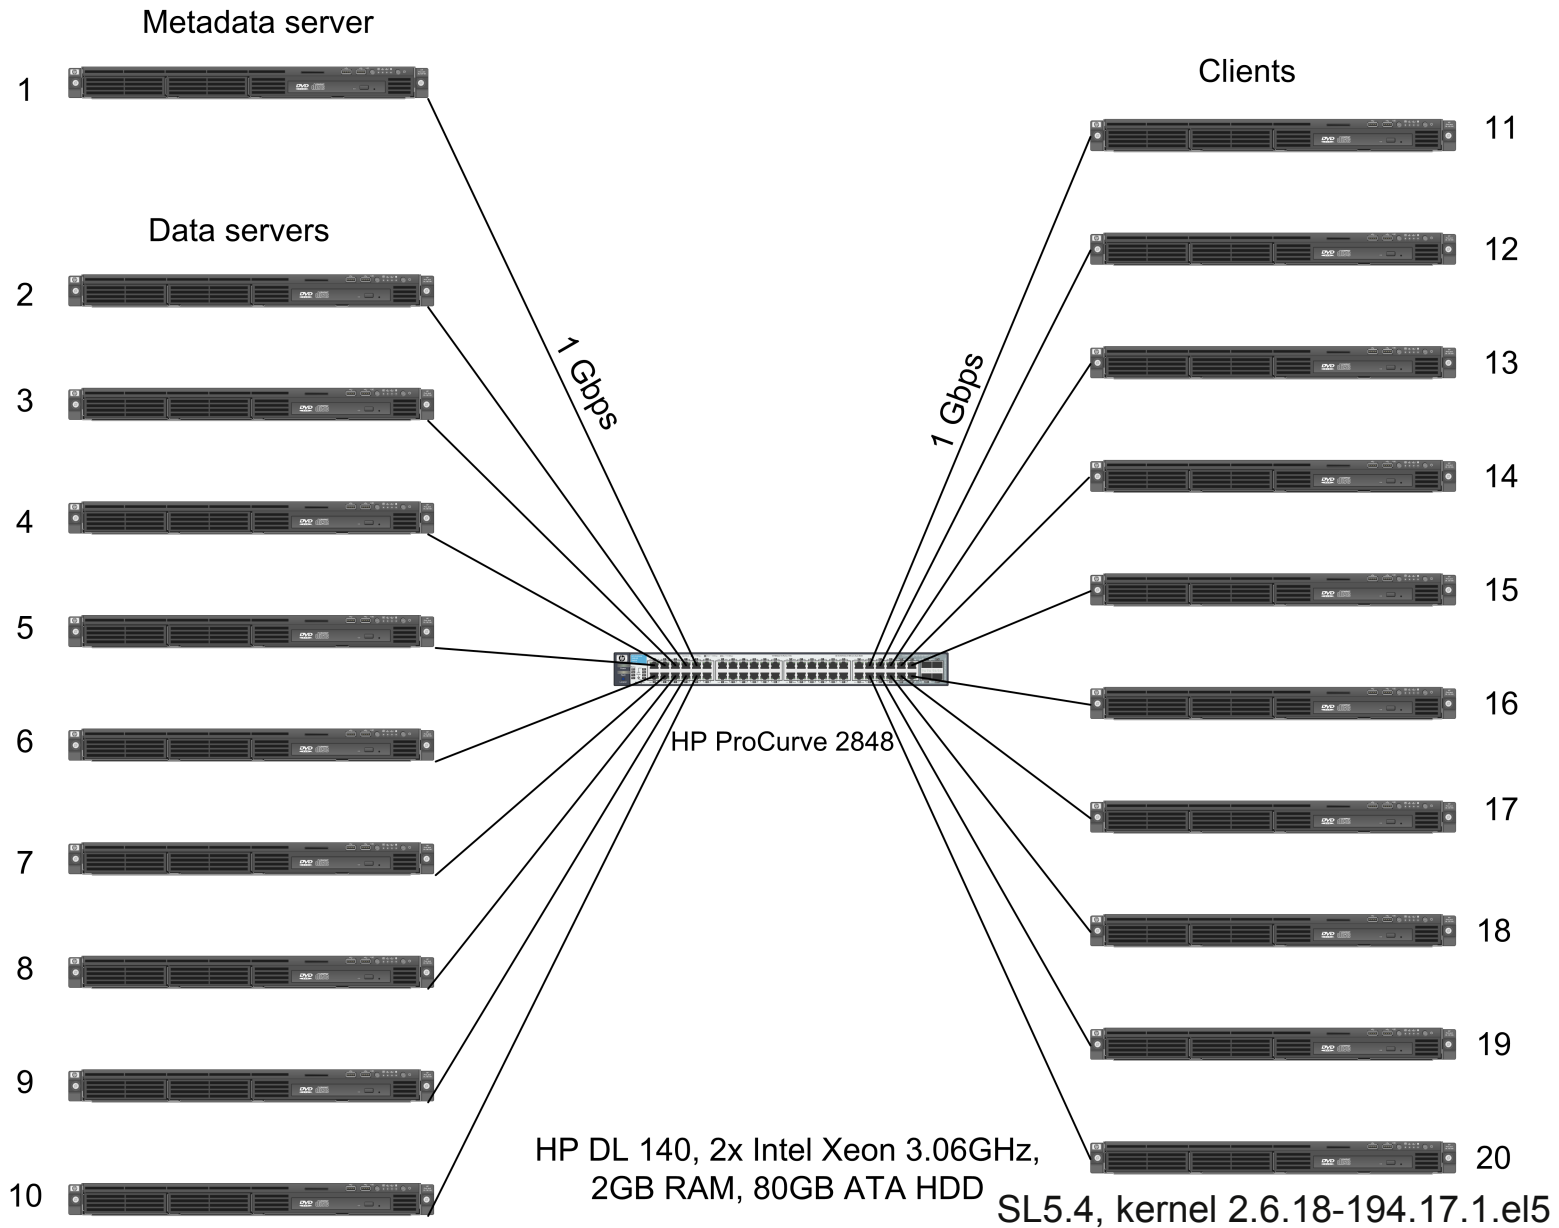 Metadata server
1
Data servers
2
3
4
5
6
7
8
9
10
1 Gbps
1 Gbps
HP ProCurve 2848
Clients
11
12
13
14
15
16
17
18
19
20
HP DL 140, 2x Intel Xeon 3.06GHz,
2GB RAM, 80GB ATA HDD
SL5.4, kernel 2.6.18-194.17.1.el5